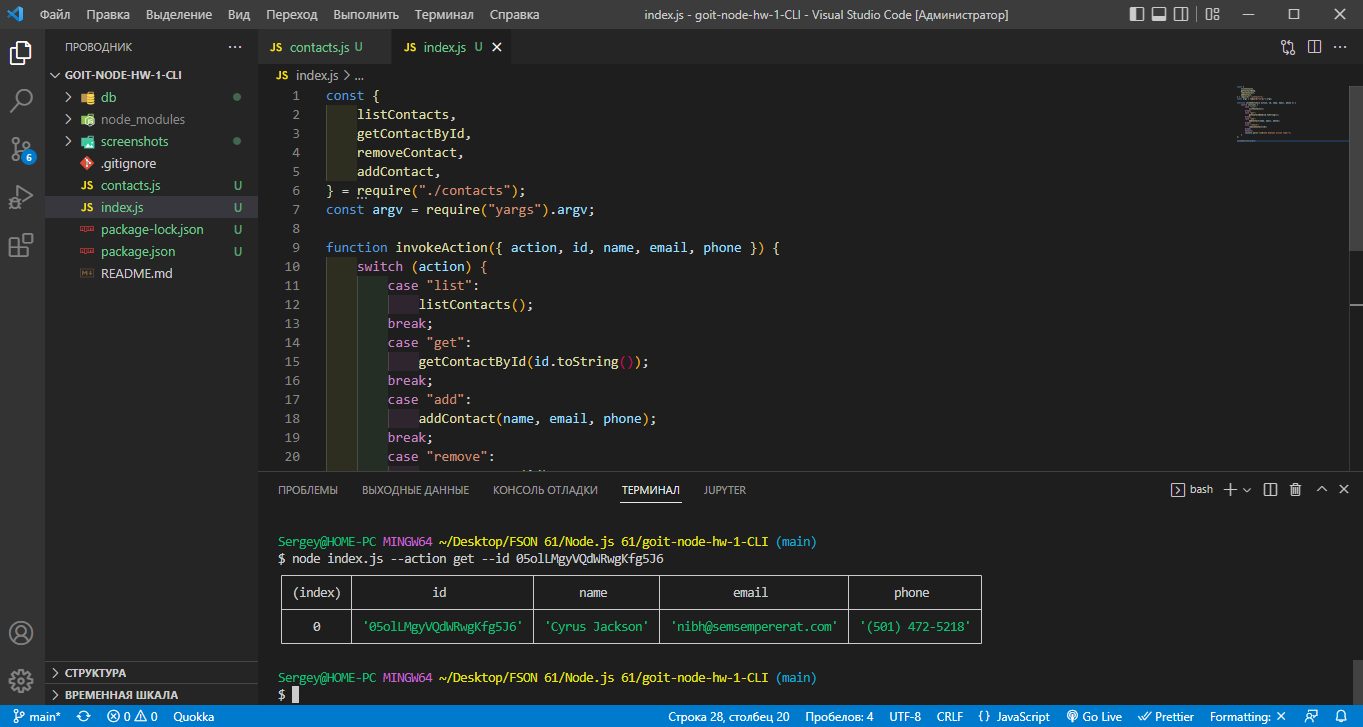 Файл Правка Выделение Вид Переход Выполнить Терминал Справка
index.js - goit-node-hw-1-CLI - Visual Studio Code [Администратор]
ПРОВОДНИК
GOIT-NODE-HW-1-CLI
db
node_modules
screenshots
.gitignore
contacts.js U
index.js U
package-lock.json U
package.json U
README.md
6
СТРУКТУРА
ВРЕМЕННАЯ ШКАЛА
JS contacts.js U JS index.js U
JS index.js > ...
1 const {
2 listContacts,
3 getContactById,
4 removeContact,
5 addContact,
6 } = require("./contacts");
7 const argv = require("yargs").argv;
8
9 function invokeAction({ action, id, name, email, phone }) {
10 switch (action) {
11 case "list":
12 listContacts();
13 break;
14 case "get":
15 getContactById(id.toString());
16 break;
17 case "add":
18 addContact(name, email, phone);
19 break;
20 case "remove":
ПРОБЛЕМЫ ВЫХОДНЫЕ ДАННЫЕ КОНСОЛЬ ОТЛАДКИ ТЕРМИНАЛ JUPYTER
bash
Sergey@HOME-PC MINGW64 ~/Desktop/FSON 61/Node.js 61/goit-node-hw-1-CLI (main)
$ node index.js --action get --id 05olLMgyVQdWRwgKfg5J6
(index) id name email phone
0 '05olLMgyVQdWRwgKfg5J6' 'Cyrus Jackson' 'nibh@semsempererat.com' '(501) 472-5218'
Sergey@HOME-PC MINGW64 ~/Desktop/FSON 61/Node.js 61/goit-node-hw-1-CLI (main)
$
main* 0 0 Quokka Строка 28, столбец 20 Пробелов: 4 UTF-8 CRLF {} JavaScript Go Live Prettier Formatting: ✕